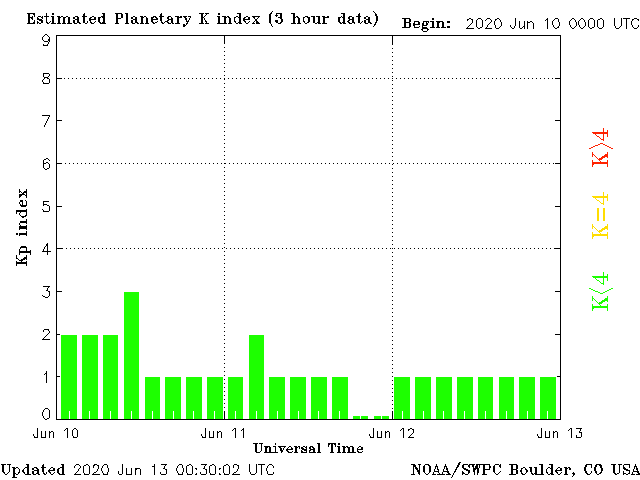 Estimated Planetary K index (3 hour data)
Begin: 2020 Jun 10 0000 UTC
9
8
7
6
5
4
3
2
1
0
Kp index
K>4
K=4
K<4
Jun 10
Jun 11
Jun 12
Jun 13
Universal Time
Updated 2020 Jun 13 00:30:02 UTC
NOAA/SWPC Boulder, CO USA